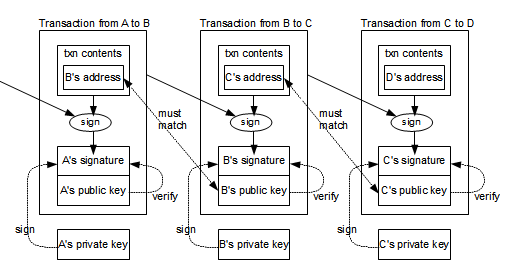 Transaction from A to B
txn contents
B's address
sign
A's signature
A's public key
verify
sign
A's private key
must
match
Transaction from B to C
txn contents
C's address
sign
B's signature
B's public key
verify
sign
B's private key
must
match
Transaction from C to D
txn contents
D's address
sign
C's signature
C's public key
verify
sign
C's private key